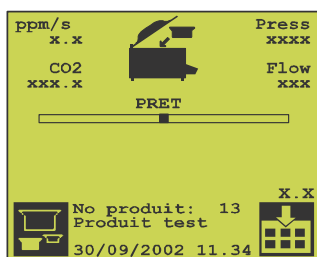 ppm/s Press
x.x xxxx
CO2 Flow
xxx.x xxx
PRET
x.x
No produit: 13
Produit test
30/09/2002 11.34